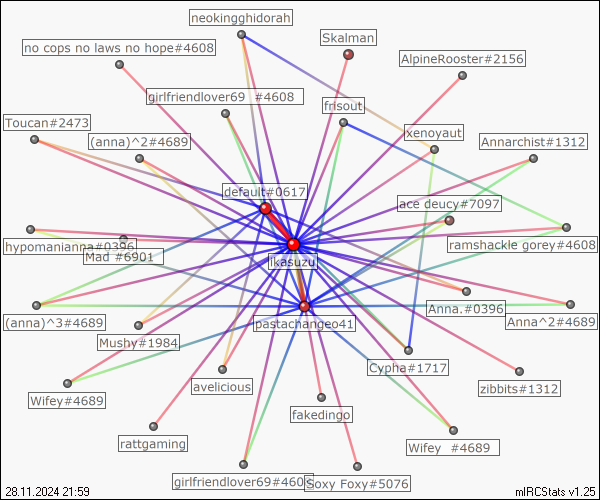 neokingghidorah
Skalman
no cops no laws no hope#4608
AlpineRooster#2156
girlfriendlover69 #4608
frisout
Toucan#2473
xenoyaut
(anna)^2#4689
Annarchist#1312
default#0617
ace deucy#7097
hypomanianna#0396
ramshackle gorey#4608
Mad #6901
ikasuzu
Anna.#0396
Anna^2#4689
(anna)^3#4689
pastachangeo41
Mushy#1984
Cypha#1717
avelicious
zibbits#1312
Wifey#4689
fakedingo
rattgaming
Wifey #4689
girlfriendlover69#460
Soxy Foxy#5076
28.11.2024 21:59
mIRCStats v1.25